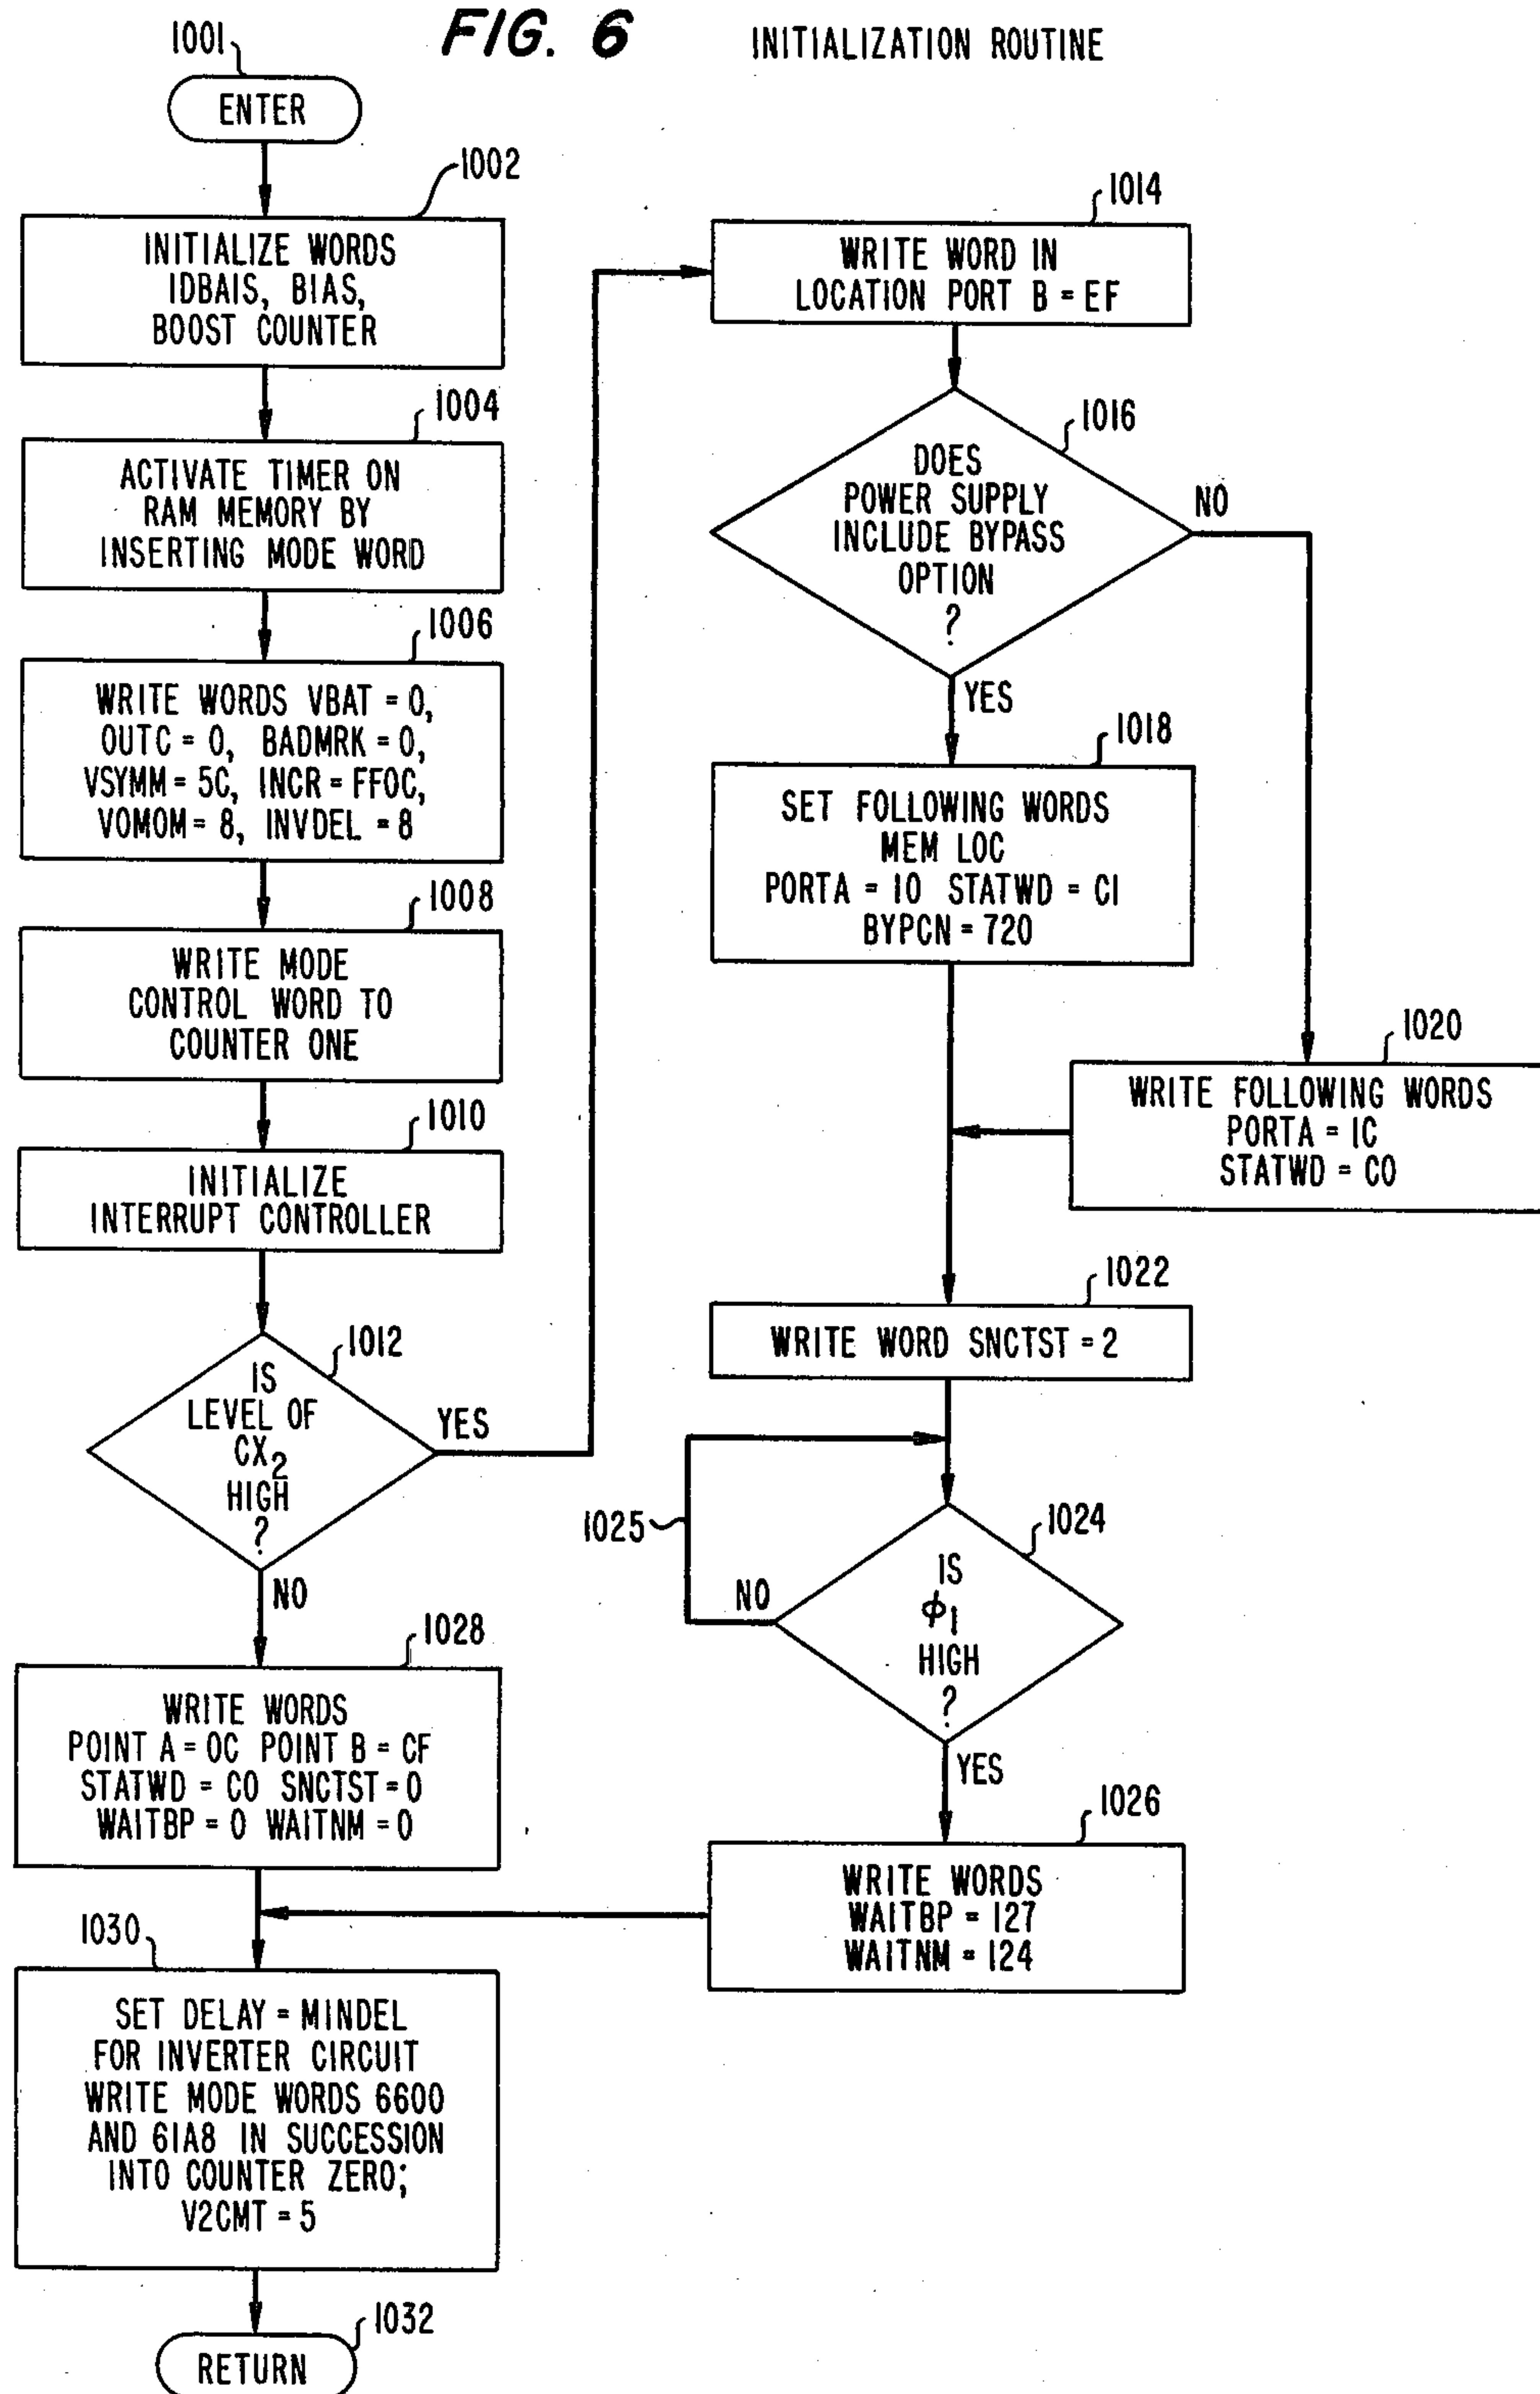 FIG. 6
INITIALIZATION ROUTINE
1001
ENTER
1002
INITIALIZE WORDS
IDBAIS, BIAS,
BOOST COUNTER
1004
ACTIVATE TIMER ON
RAM MEMORY BY
INSERTING MODE WORD
1006
WRITE WORDS VBAT = 0,
OUTC = 0, BADMRK = 0,
VSYMM = 5C, INCR = FFOC,
VOMOM = 8, INVDEL = 8
1008
WRITE MODE
CONTROL WORD TO
COUNTER ONE
1010
INITIALIZE
INTERRUPT CONTROLLER
1012
IS
LEVEL OF
CX2
HIGH
?
YES
NO
1014
WRITE WORD IN
LOCATION PORT B = EF
1016
DOES
POWER SUPPLY
INCLUDE BYPASS
OPTION
?
NO
YES
1018
SET FOLLOWING WORDS
MEM LOC
PORTA = 10 STATWD = C1
BYPCN = 720
1020
WRITE FOLLOWING WORDS
PORTA = 1C
STATWD = C0
1022
WRITE WORD SNCTST = 2
1025
1024
IS
ϕ1
HIGH
?
NO
YES
1026
WRITE WORDS
WAITBP = 127
WAITNM = 124
1028
WRITE WORDS
POINT A = 0C POINT B = CF
STATWD = C0 SNCTST = 0
WAITBP = 0 WAITNM = 0
1030
SET DELAY = MINDEL
FOR INVERTER CIRCUIT
WRITE MODE WORDS 6600
AND 61A8 IN SUCCESSION
INTO COUNTER ZERO;
V2CMT = 5
1032
RETURN